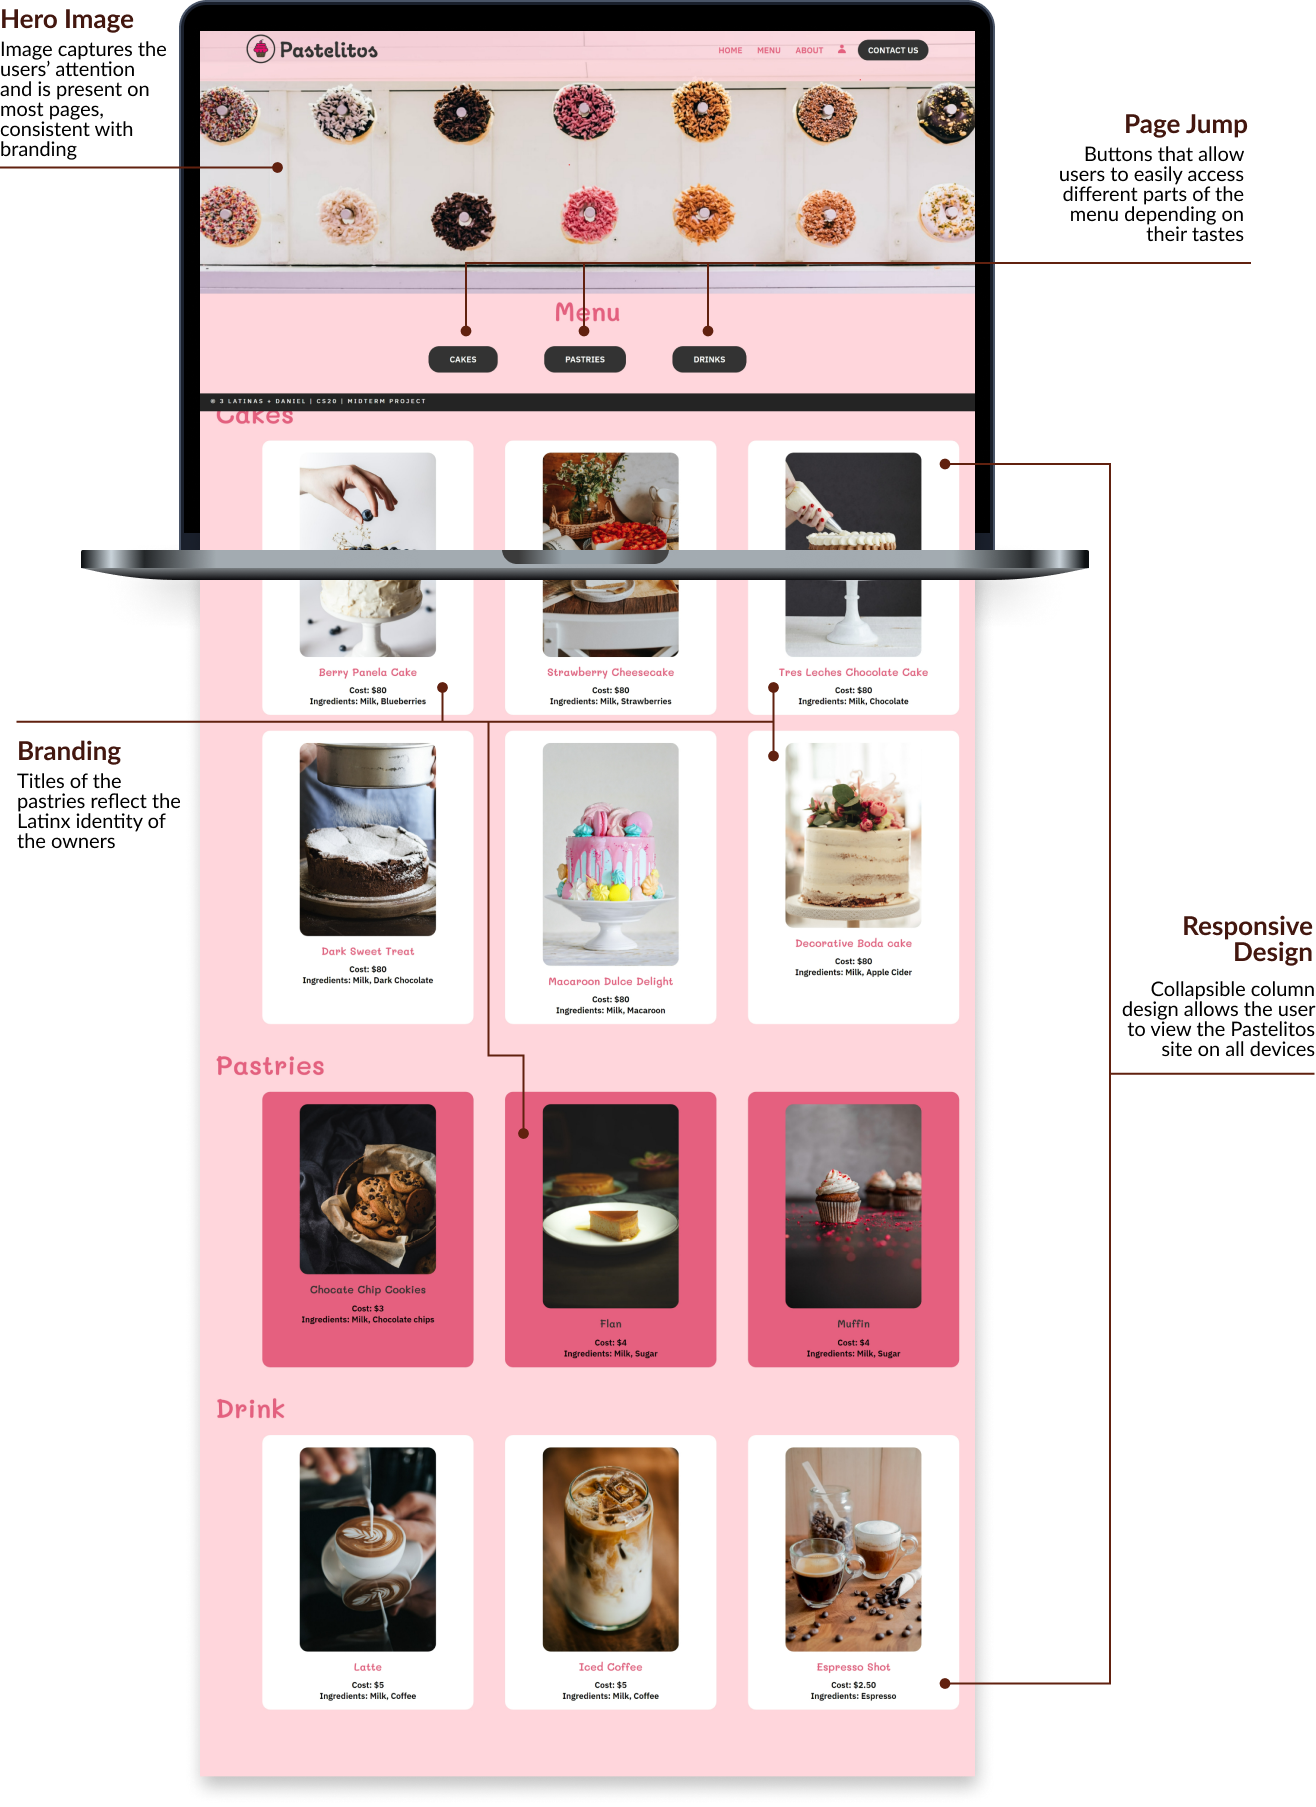 Hero Image
Image captures the
users' attention
and is present on
most pages,
consistent with
branding
Pastelitos
HOME MENU ABOUT CONTACT US
Page Jump
Buttons that allow
users to easily access
different parts of the
menu depending on
their tastes
Menu
CAKES PASTRIES DRINKS
© 3 LATINAS + DANIEL | CS20 | MIDTERM PROJECT
Cakes
Berry Panela Cake
Cost: $80
Ingredients: Milk, Blueberries
Strawberry Cheesecake
Cost: $80
Ingredients: Milk, Strawberries
Tres Leches Chocolate Cake
Cost: $80
Ingredients: Milk, Chocolate
Branding
Titles of the
pastries reflect the
Latinx identity of
the owners
Dark Sweet Treat
Cost: $80
Ingredients: Milk, Dark Chocolate
Macaroon Dulce Delight
Cost: $80
Ingredients: Milk, Macaroon
Decorative Boda cake
Cost: $80
Ingredients: Milk, Apple Cider
Responsive
Design
Collapsible column
design allows the user
to view the Pastelitos
site on all devices
Pastries
Chocate Chip Cookies
Cost: $3
Ingredients: Milk, Chocolate chips
Flan
Cost: $4
Ingredients: Milk, Sugar
Muffin
Cost: $4
Ingredients: Milk, Sugar
Drink
Latte
Cost: $5
Ingredients: Milk, Coffee
Iced Coffee
Cost: $5
Ingredients: Milk, Coffee
Espresso Shot
Cost: $2.50
Ingredients: Espresso